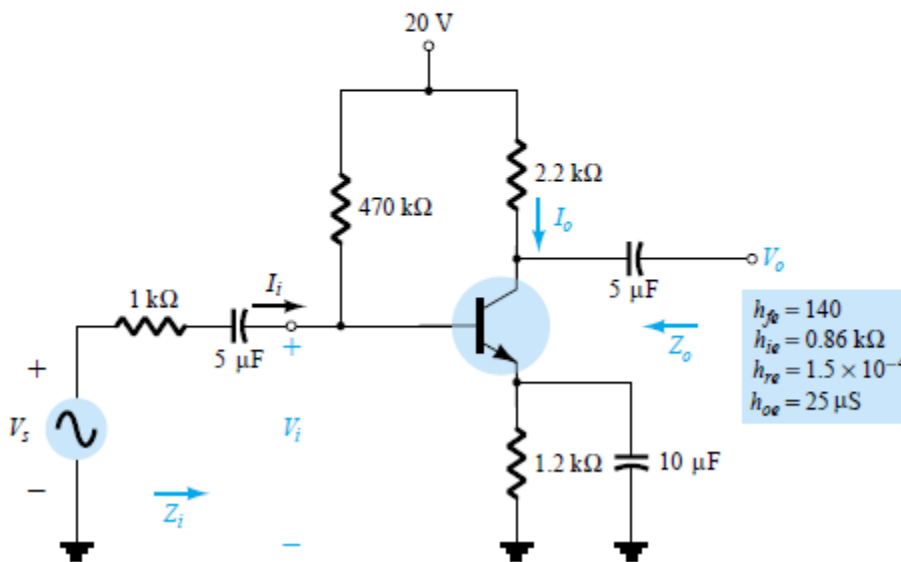 20 V
2.2 kΩ
470 kΩ
I_o
V_o
5 μF
1 kΩ
I_i
5 μF
+
+
Z_o
h_fe = 140
h_ie = 0.86 kΩ
h_re = 1.5 × 10^−4
h_oe = 25 μS
V_s
V_i
1.2 kΩ
10 μF
−
Z_i
−